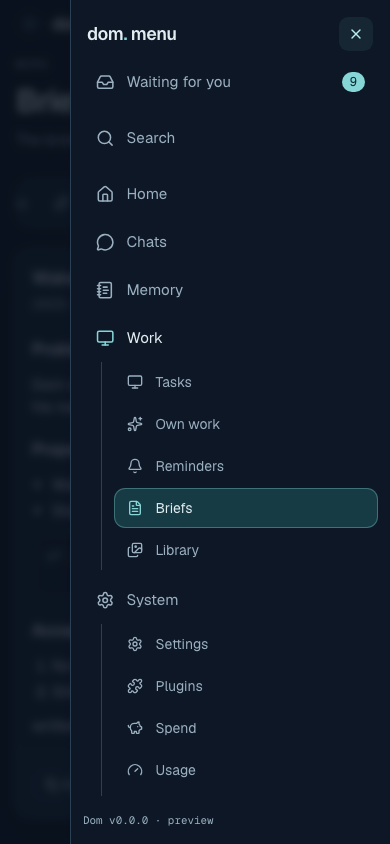 dom. menu
Waiting for you 9
Search
Home
Chats
Memory
Work
Tasks
Own work
Reminders
Briefs
Library
System
Settings
Plugins
Spend
Usage
Dom v0.0.0 · preview